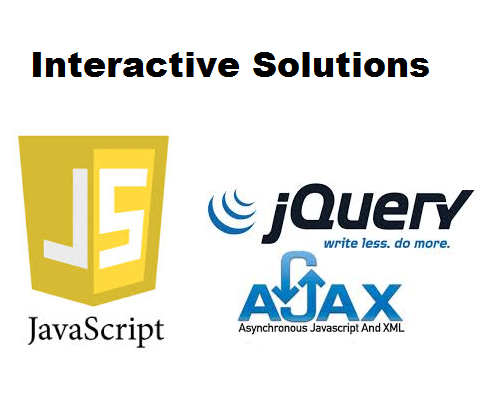 Interactive Solutions
JS
JavaScript
jQuery
write less. do more.
AJAX
Asynchronous Javascript And XML